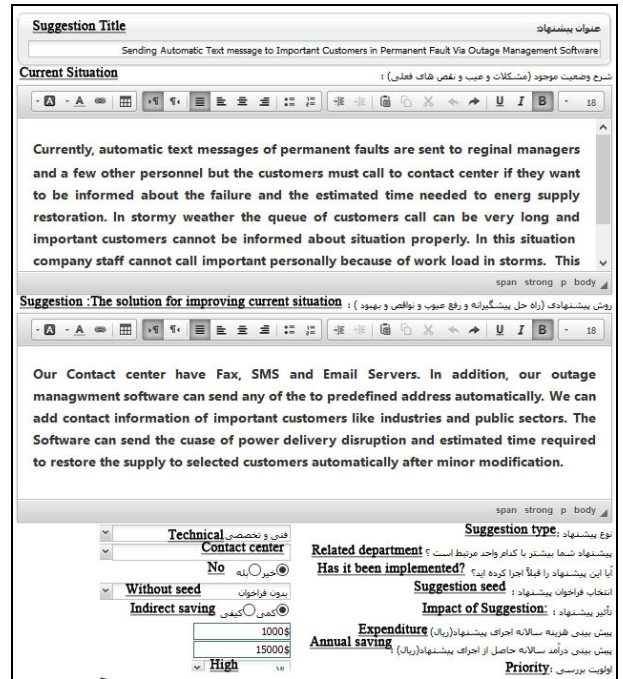 Suggestion Title عنوان پیشنهاد:
Sending Automatic Text message to Important Customers in Permanent Fault Via Outage Management Software
Current Situation شرح وضعیت موجود (مشکلات و عیب و نقص های فعلی) :
18
Currently, automatic text messages of permanent faults are sent to reginal managers
and a few other personnel but the customers must call to contact center if they want
to be informed about the failure and the estimated time needed to energ supply
restoration. In stormy weather the queue of customers call can be very long and
important customers cannot be informed about situation properly. In this situation
company staff cannot call important personally because of work load in storms. This
span strong p body
Suggestion :The solution for improving current situation روش پیشنهادی (راه حل پیشگیرانه و رفع عیوب و نواقص و بهبود ) :
18
Our Contact center have Fax, SMS and Email Servers. In addition, our outage
managwment software can send any of the to predefined address automatically. We can
add contact information of important customers like industries and public sectors. The
Software can send the cuase of power delivery disruption and estimated time required
to restore the supply to selected customers automatically after minor modification.
span strong p body
نوع پیشنهاد : Suggestion type فنی و تخصصی Technical
پیشنهاد شما بیشتر با کدام واحد مرتبط است ؟ Related department Contact center
آیا این پیشنهاد را قبلاً اجرا کرده اید؟ Has it been implemented? خیر بله No
انتخاب فراخوان پیشنهاد : Suggestion seed بدون فراخوان Without seed
تأثیر پیشنهاد : Impact of Suggestion: کمی کیفی Indirect saving
پیش بینی هزینه سالانه اجرای پیشنهاد(ریال) Expenditure 1000$
پیش بینی درآمد سالانه حاصل از اجرای پیشنهاد(ریال) : Annual saving 15000$
اولویت بررسی : Priority High